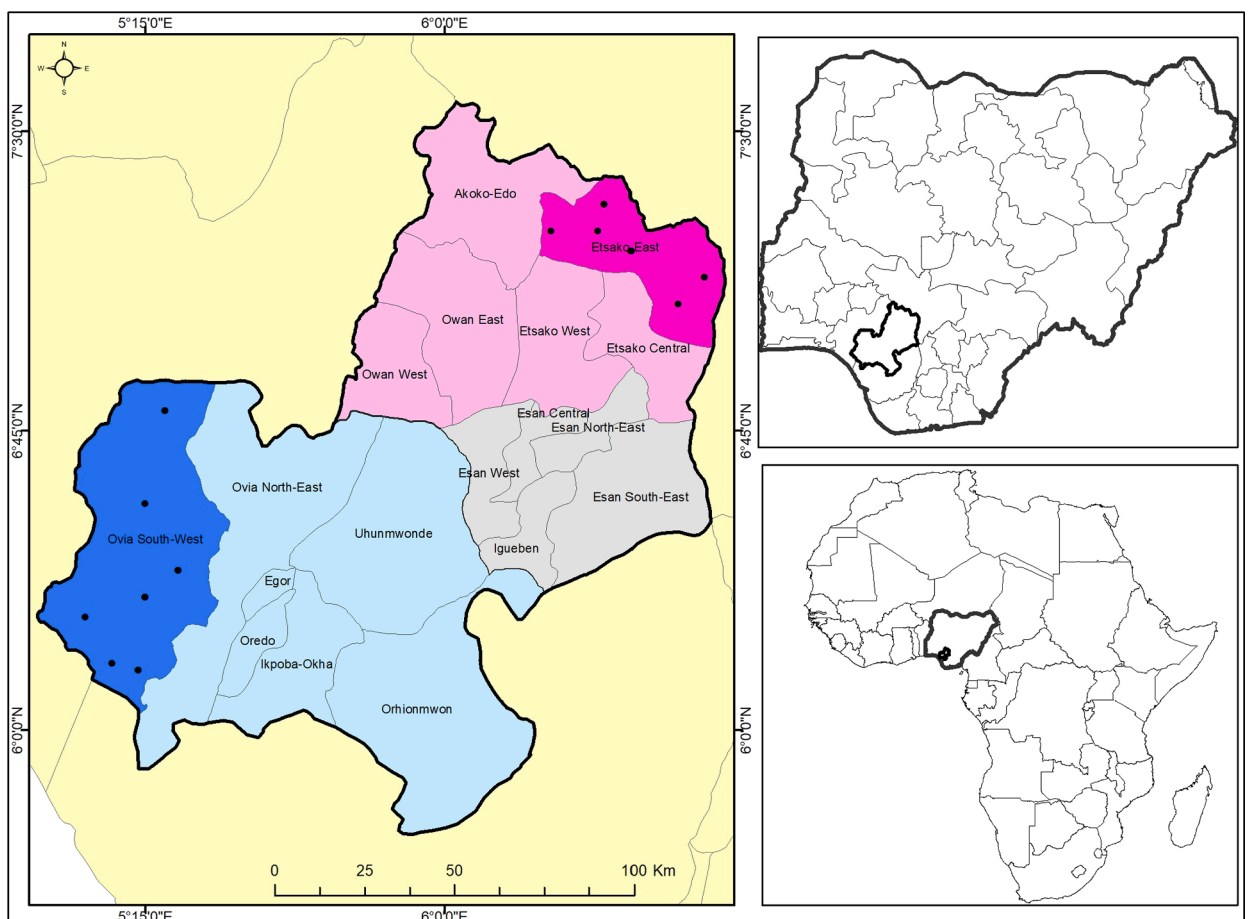 5°15'0"E
6°0'0"E
N
W
E
S
7°30'0"N
7°30'0"N
Akoko-Edo
Etsako-East
Owan East
Etsako West
Etsako Central
Owan West
6°45'0"N
6°45'0"N
Esan Central
Esan North-East
Esan West
Ovia North-East
Esan South-East
Uhunmwonde
Ovia South-West
Igueben
Egor
Oredo
Ikpoba-Okha
Orhionmwon
6°0'0"N
6°0'0"N
0 25 50 100 Km
5°15'0"E
6°0'0"E